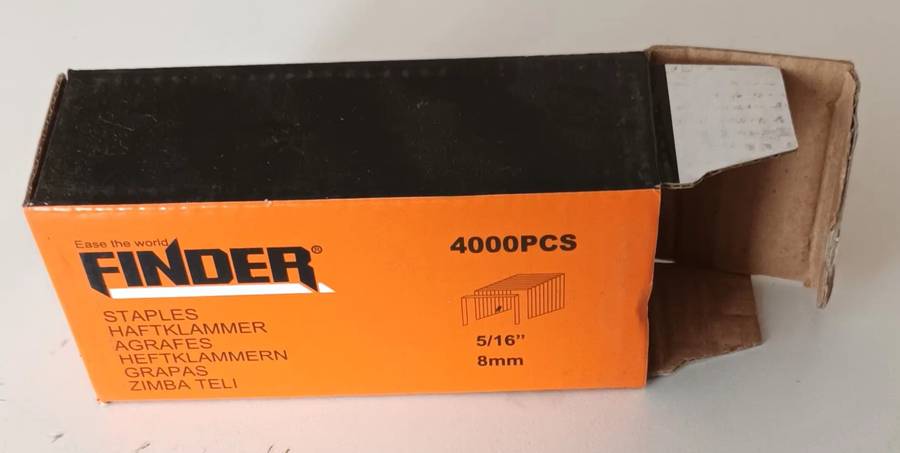 Ease the world
FINDER®
STAPLES
HAFTKLAMMER
AGRAFES
HEFTKLAMMERN
GRAPAS
ZIMBA TELI
4000PCS
5/16”
8mm